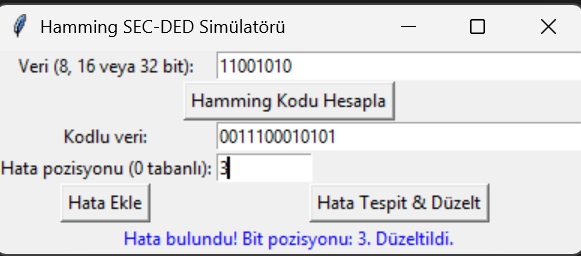 Hamming SEC-DED Simülatörü
Veri (8, 16 veya 32 bit): 11001010
Hamming Kodu Hesapla
Kodlu veri: 0011100010101
Hata pozisyonu (0 tabanlı): 3
Hata Ekle Hata Tespit & Düzelt
Hata bulundu! Bit pozisyonu: 3. Düzeltildi.